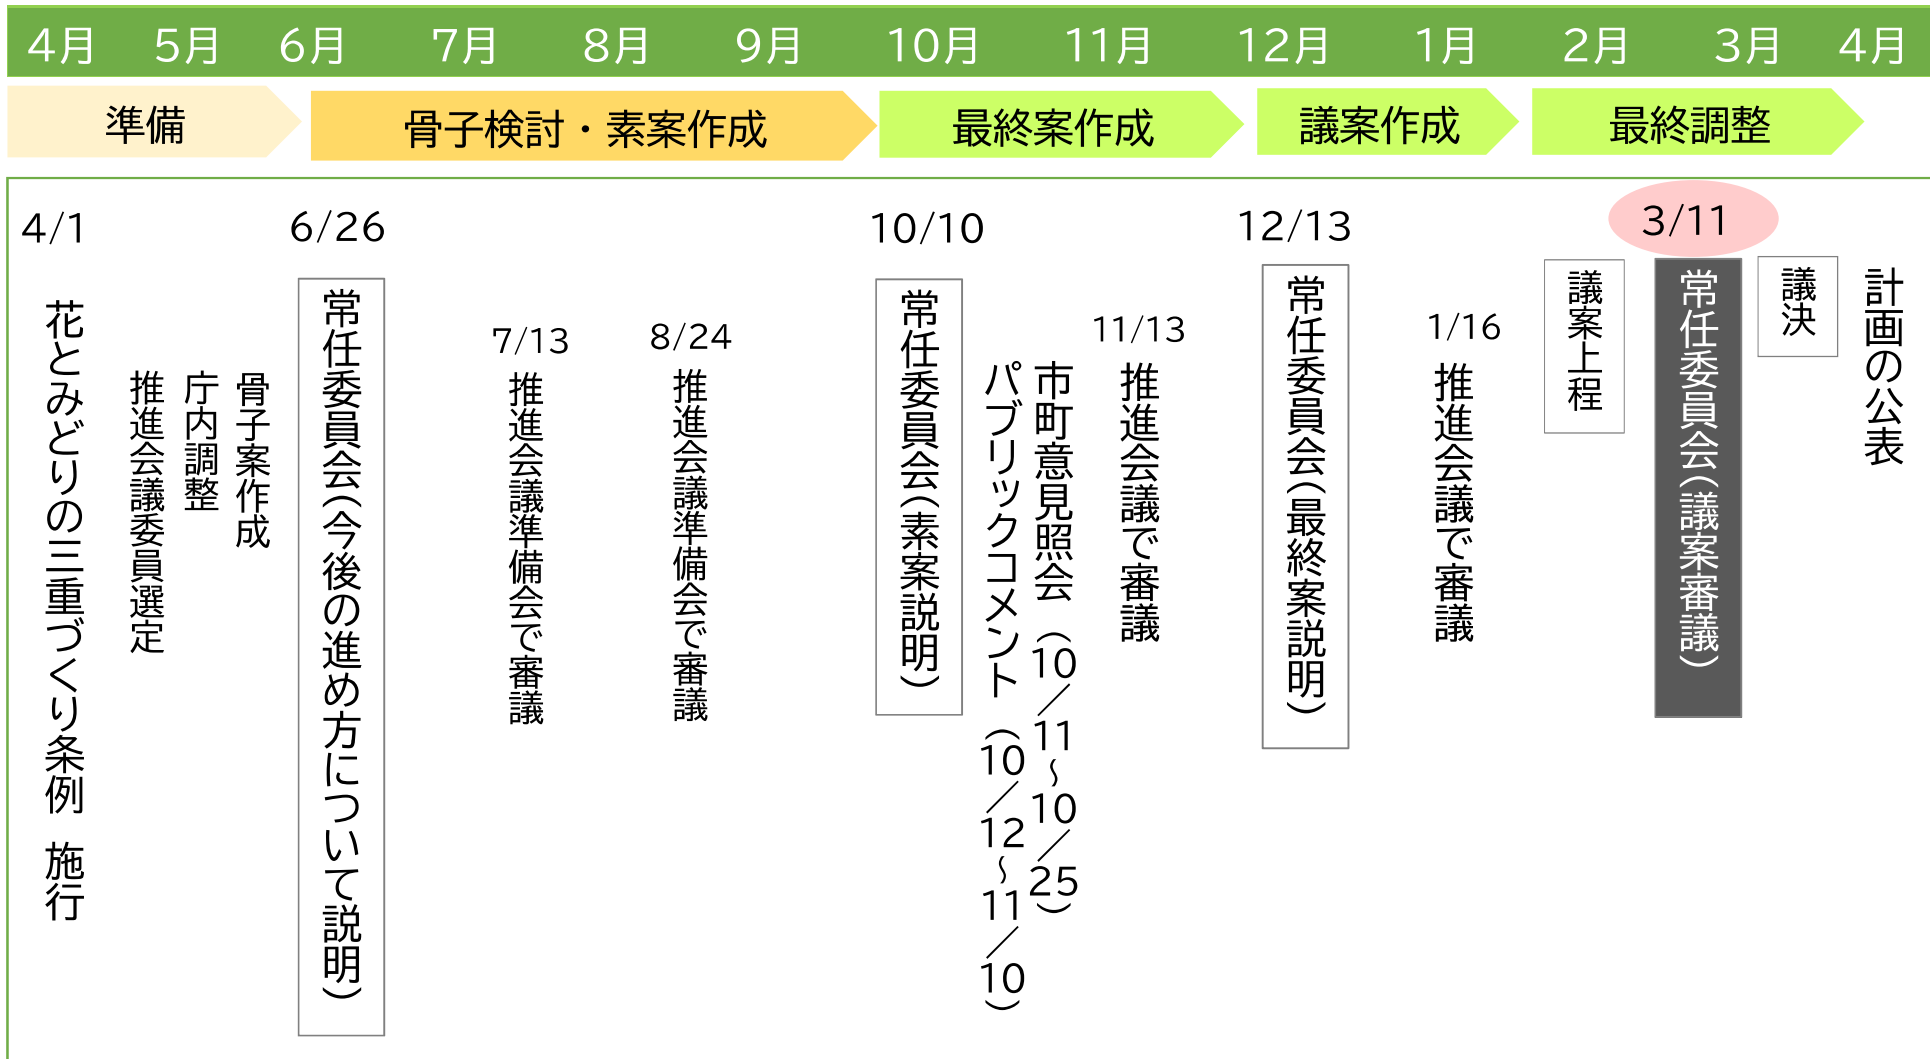 4月 5月 6月 7月 8月 9月 10月 11月 12月 1月 2月 3月 4月
準備
骨子検討・素案作成
最終案作成
議案作成
最終調整
4/1
花とみどりの三重づくり条例 施行
推進会議委員選定
庁内調整
骨子案作成
6/26
常任委員会(今後の進め方について説明)
7/13
推進会議準備会で審議
8/24
推進会議準備会で審議
10/10
常任委員会(素案説明)
パブリックコメント (10/12~11/10)
市町意見照会 (10/11~10/25)
11/13
推進会議で審議
12/13
常任委員会(最終案説明)
1/16
推進会議で審議
議案上程
3/11
常任委員会(議案審議)
議決
計画の公表